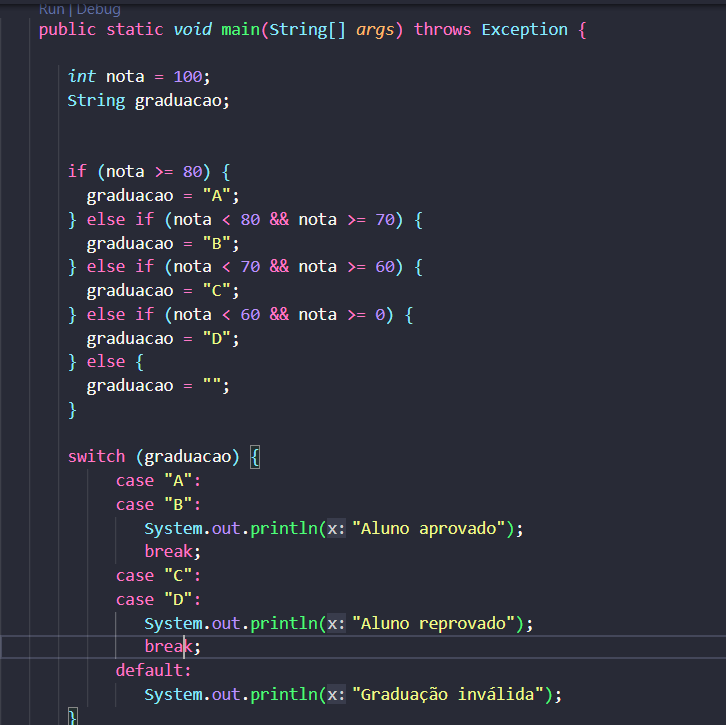 Run | Debug
public static void main(String[] args) throws Exception {
int nota = 100;
String graduacao;
if (nota >= 80) {
graduacao = "A";
} else if (nota < 80 && nota >= 70) {
graduacao = "B";
} else if (nota < 70 && nota >= 60) {
graduacao = "C";
} else if (nota < 60 && nota >= 0) {
graduacao = "D";
} else {
graduacao = "";
}
switch (graduacao) {
case "A":
case "B":
System.out.println(x: "Aluno aprovado");
break;
case "C":
case "D":
System.out.println(x: "Aluno reprovado");
break;
default:
System.out.println(x: "Graduação inválida");
}